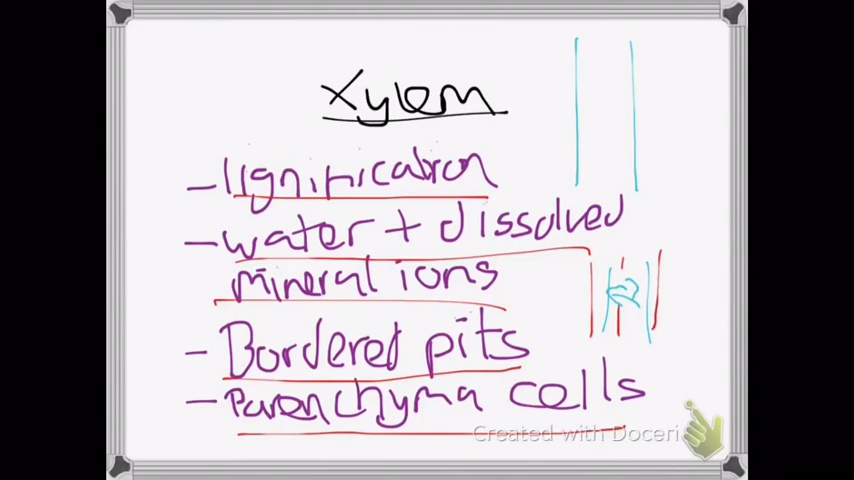 Xylem
- lignification
- water + dissolved
mineral ions
- Bordered pits
- Parenchyma cells
Created with Doceri